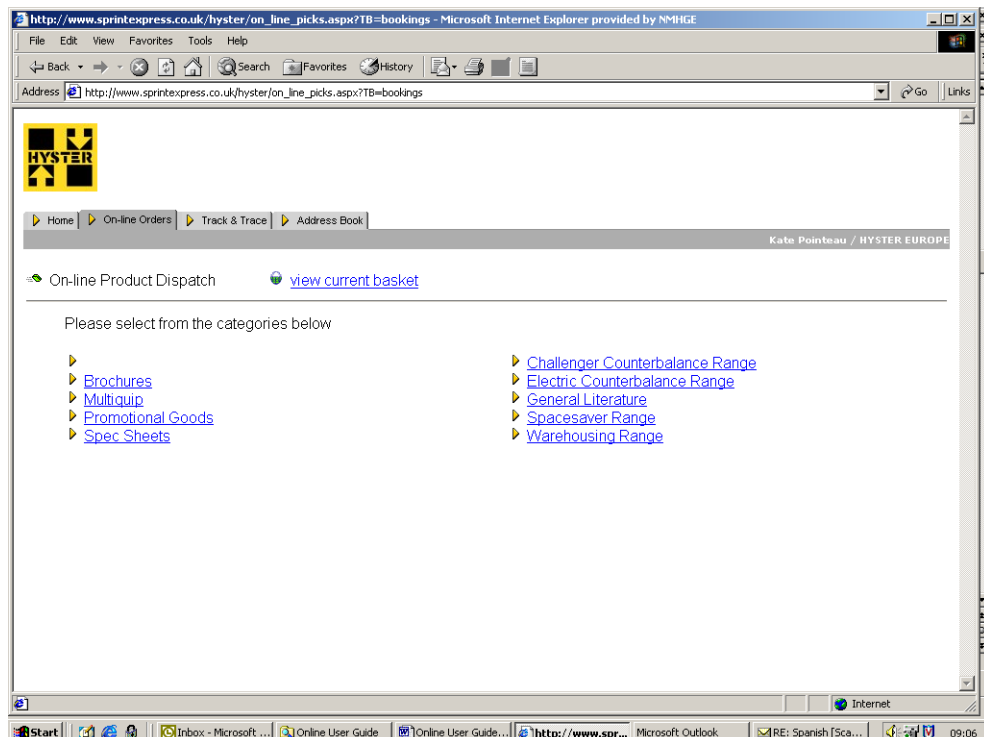 http://www.sprintexpress.co.uk/hyster/on_line_picks.aspx?TB=bookings - Microsoft Internet Explorer provided by NMHGE
File Edit View Favorites Tools Help
Back Search Favorites History
Address http://www.sprintexpress.co.uk/hyster/on_line_picks.aspx?TB=bookings Go Links
HYSTER
Home On-line Orders Track & Trace Address Book
Kate Pointeau / HYSTER EUROPE
On-line Product Dispatch view current basket
Please select from the categories below
Challenger Counterbalance Range
Brochures Electric Counterbalance Range
Multiquip General Literature
Promotional Goods Spacesaver Range
Spec Sheets Warehousing Range
Internet
Start Inbox - Microsoft ... Online User Guide Online User Guide... http://www.spr... Microsoft Outlook RE: Spanish [Sca... 09:06